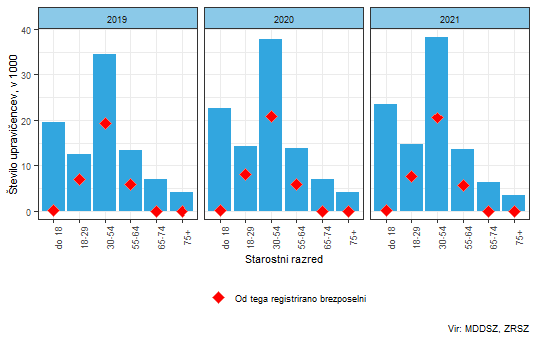 2019 2020 2021
Število upravičencev, v 1000
40
30
20
10
0
do 18 18-29 30-54 55-64 65-74 75+ do 18 18-29 30-54 55-64 65-74 75+ do 18 18-29 30-54 55-64 65-74 75+
Starostni razred
Od tega registrirano brezposelni
Vir: MDDSZ, ZRSZ